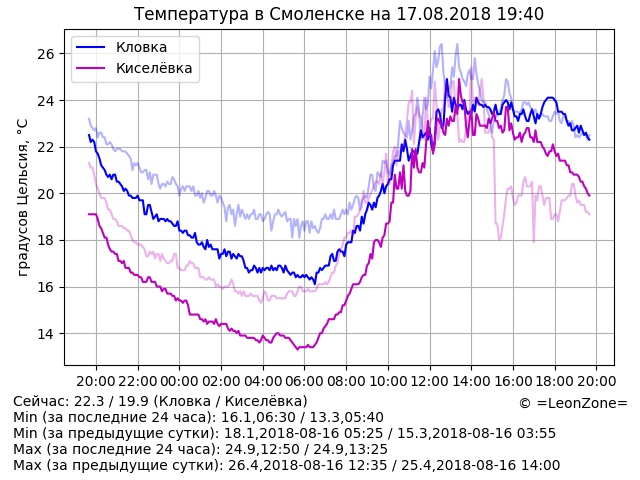 Температура в Смоленске на 17.08.2018 19:40
Кловка
Киселёвка
градусов Цельсия, °C
26
24
22
20
18
16
14
20:00 22:00 00:00 02:00 04:00 06:00 08:00 10:00 12:00 14:00 16:00 18:00 20:00
Сейчас: 22.3 / 19.9 (Кловка / Киселёвка)
© =LeonZone=
Min (за последние 24 часа): 16.1,06:30 / 13.3,05:40
Min (за предыдущие сутки): 18.1,2018-08-16 05:25 / 15.3,2018-08-16 03:55
Max (за последние 24 часа): 24.9,12:50 / 24.9,13:25
Max (за предыдущие сутки): 26.4,2018-08-16 12:35 / 25.4,2018-08-16 14:00